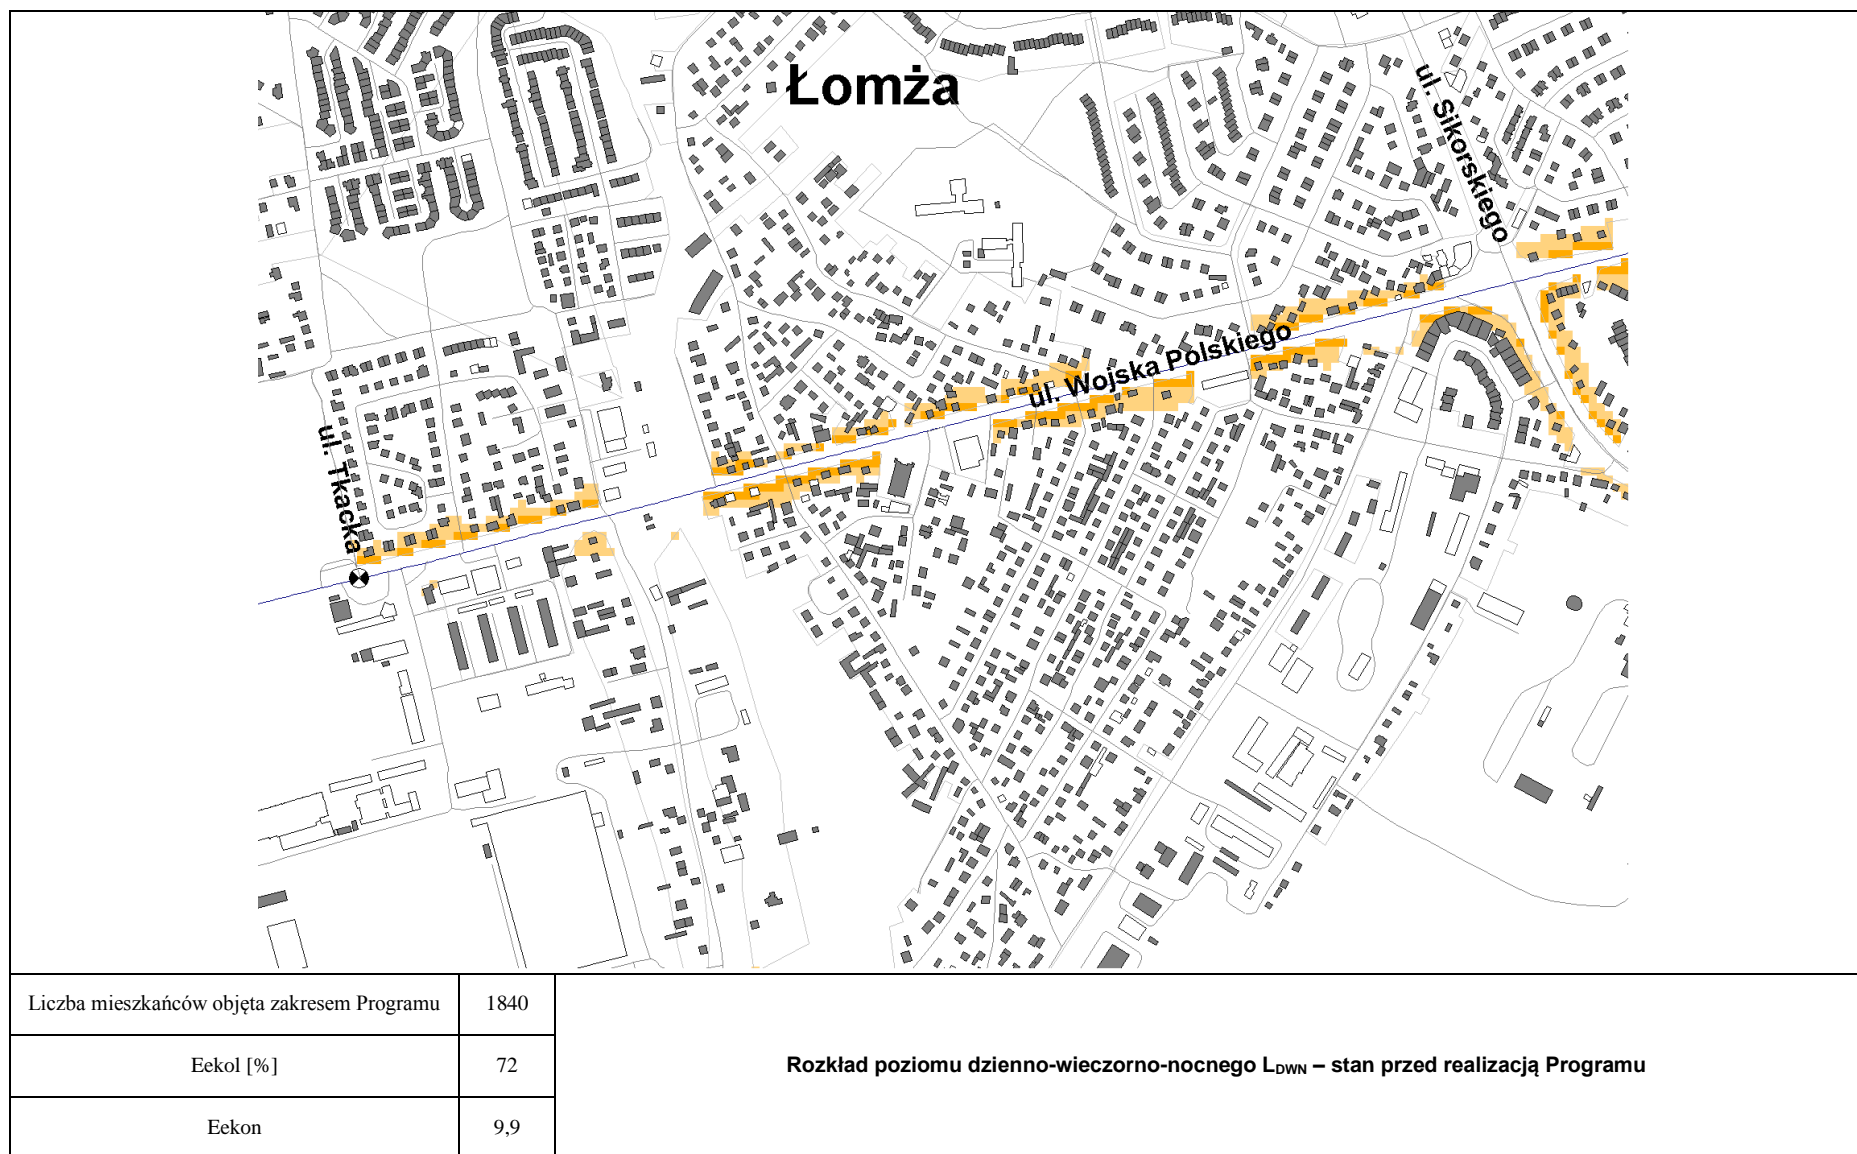 Łomża
ul. Sikorskiego
ul. Wojska Polskiego
ul. Tkacka
Liczba mieszkańców objęta zakresem Programu 1840
Eekol [%] 72
Rozkład poziomu dzienno-wieczorno-nocnego LDWN – stan przed realizacją Programu
Eekon 9,9